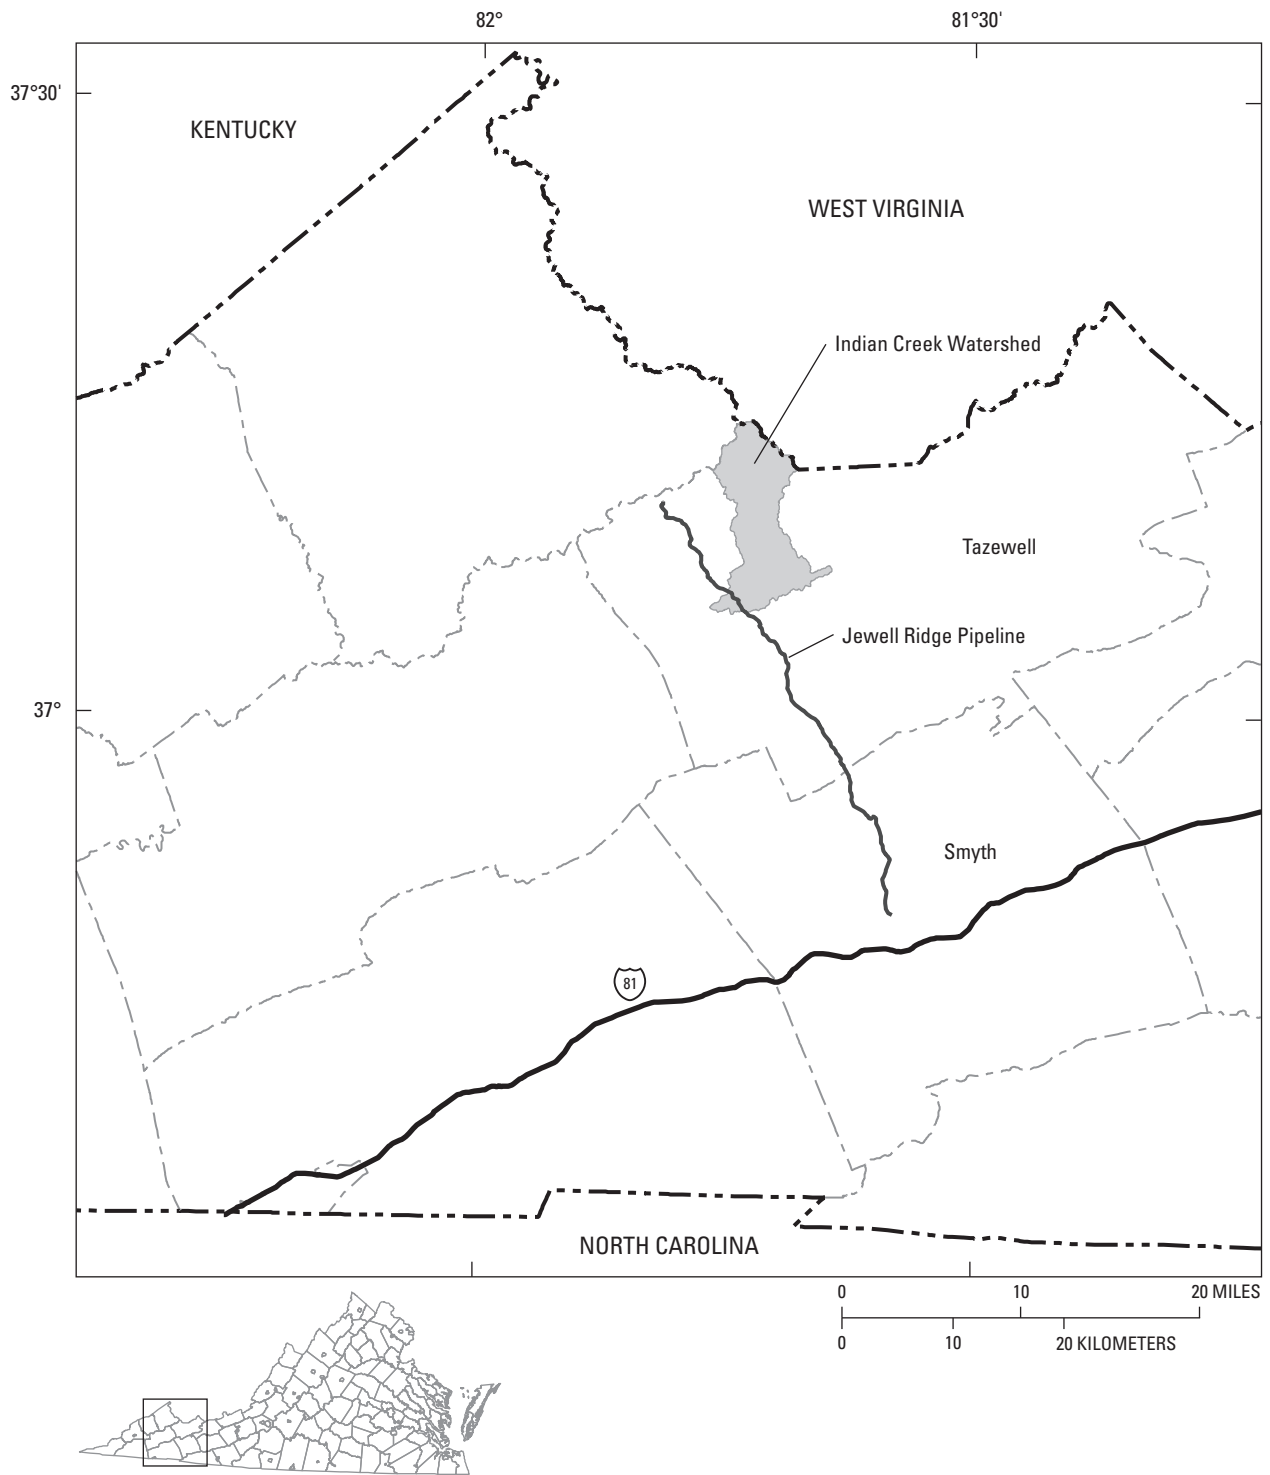 82° 81°30'
37°30'
KENTUCKY
WEST VIRGINIA
Indian Creek Watershed
Tazewell
Jewell Ridge Pipeline
37°
Smyth
81
NORTH CAROLINA
0 10 20 MILES
0 10 20 KILOMETERS